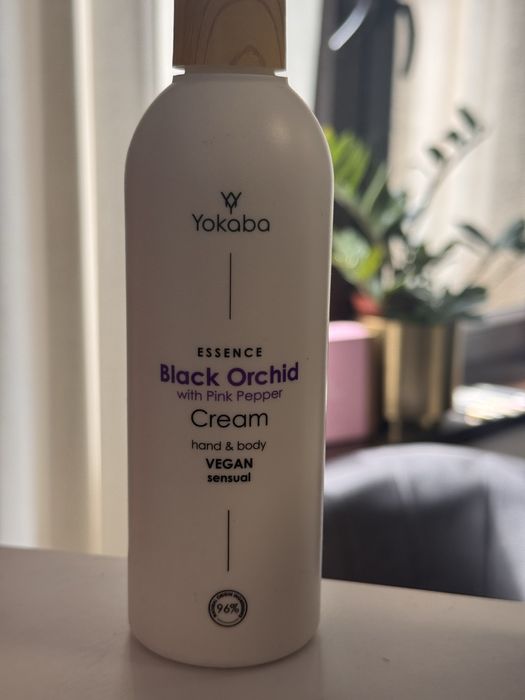 Yokaba
ESSENCE
Black Orchid
with Pink Pepper
Cream
hand & body
VEGAN
sensual
96%